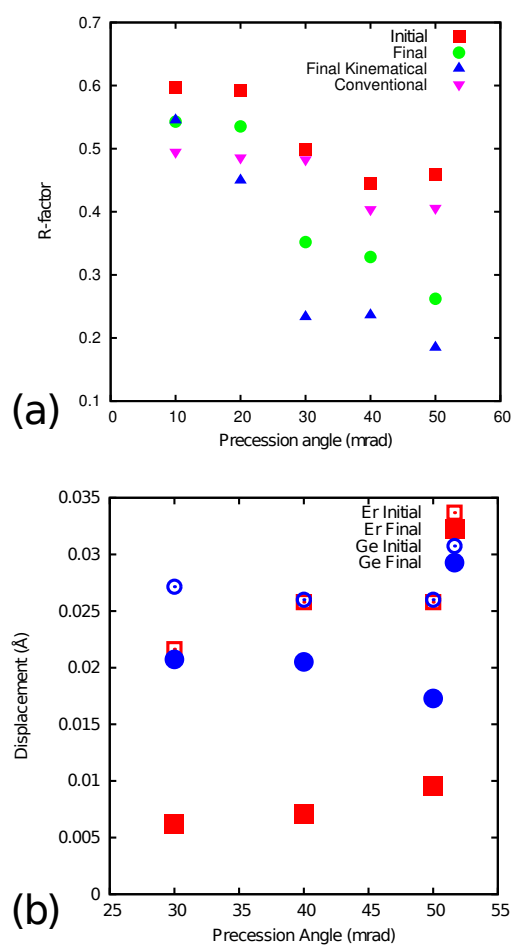 0.7
0.6
0.5
0.4
0.3
0.2
0.1
R-factor
Initial
Final
Final Kinematical
Conventional
0 10 20 30 40 50 60
Precession angle (mrad)
(a)
0.035
0.03
0.025
0.02
0.015
0.01
0.005
0
Displacement (Å)
Er Initial
Er Final
Ge Initial
Ge Final
25 30 35 40 45 50 55
Precession Angle (mrad)
(b)